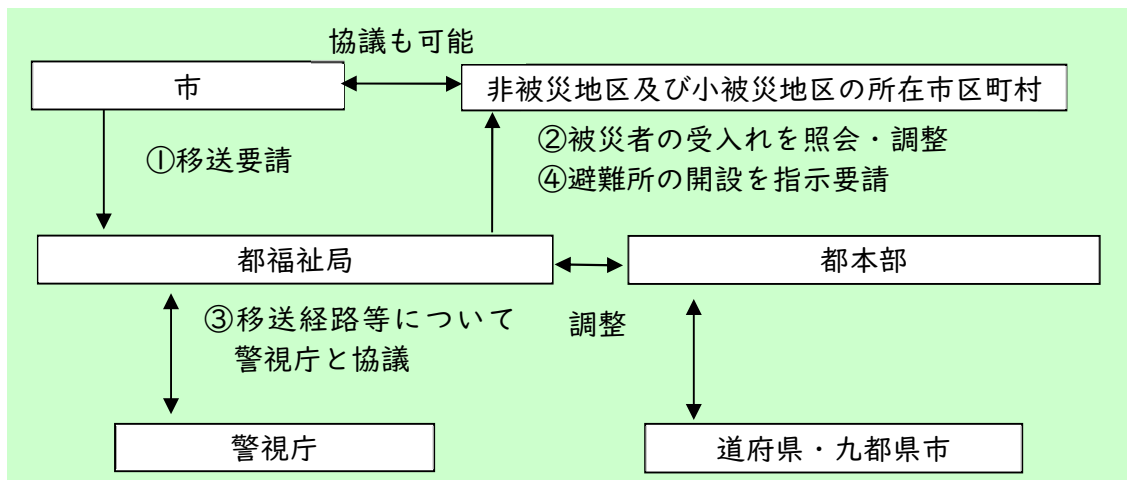 協議も可能
市
非被災地区及び小被災地区の所在市区町村
①移送要請
②被災者の受入れを照会・調整
④避難所の開設を指示要請
都福祉局
都本部
③移送経路等について
警視庁と協議
調整
警視庁
道府県・九都県市